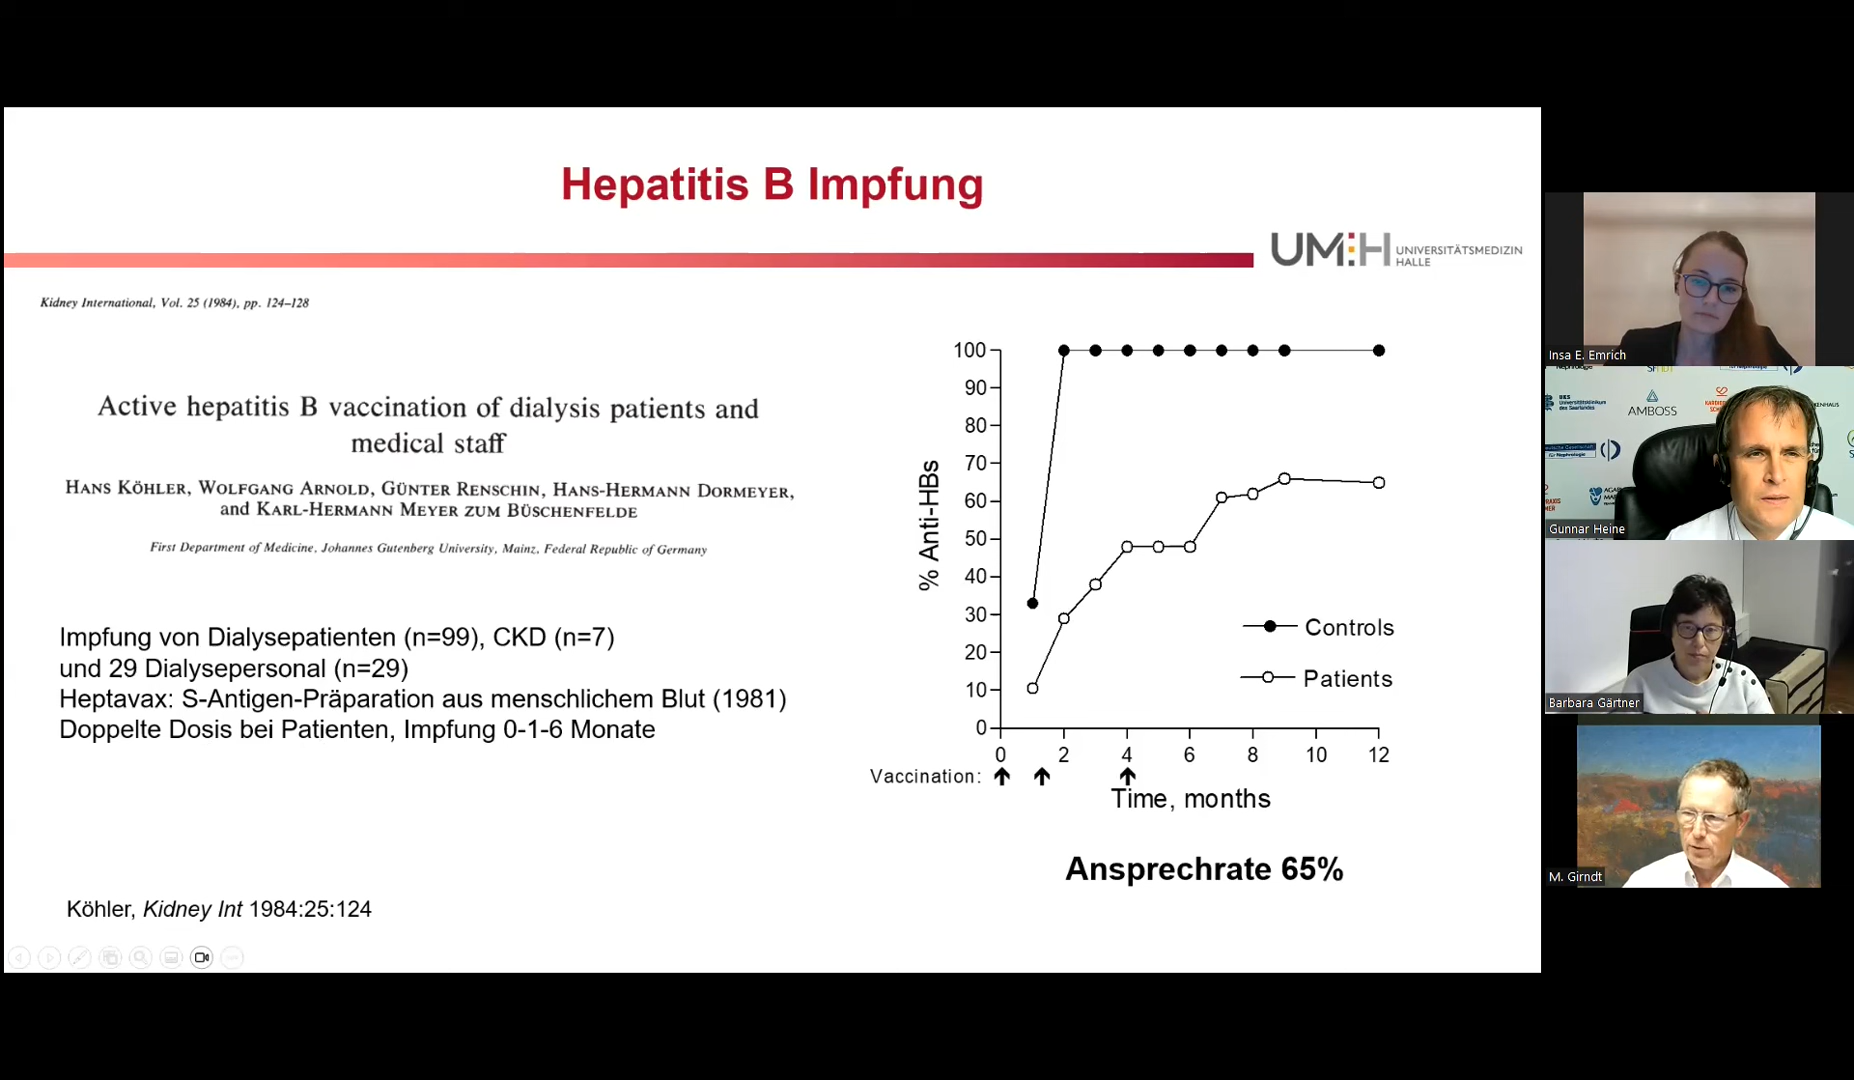 Hepatitis B Impfung
UM:H UNIVERSITÄTSMEDIZIN
HALLE
Kidney International, Vol. 25 (1984), pp. 124–128
Active hepatitis B vaccination of dialysis patients and
medical staff
HANS KÖHLER, WOLFGANG ARNOLD, GÜNTER RENSCHIN, HANS-HERMANN DORMEYER,
and KARL-HERMANN MEYER ZUM BÜSCHENFELDE
First Department of Medicine, Johannes Gutenberg University, Mainz, Federal Republic of Germany
Impfung von Dialysepatienten (n=99), CKD (n=7)
und 29 Dialysepersonal (n=29)
Heptavax: S-Antigen-Präparation aus menschlichem Blut (1981)
Doppelte Dosis bei Patienten, Impfung 0-1-6 Monate
Köhler, Kidney Int 1984:25:124
% Anti-HBs
100
90
80
70
60
50
40
30
20
10
0
Controls
Patients
0 2 4 6 8 10 12
Vaccination:
Time, months
Ansprechrate 65%
Insa E. Emrich
UKS Universitätsklinikum
des Saarlandes
AMBOSS
Gunnar Heine
Barbara Gärtner
M. Girndt